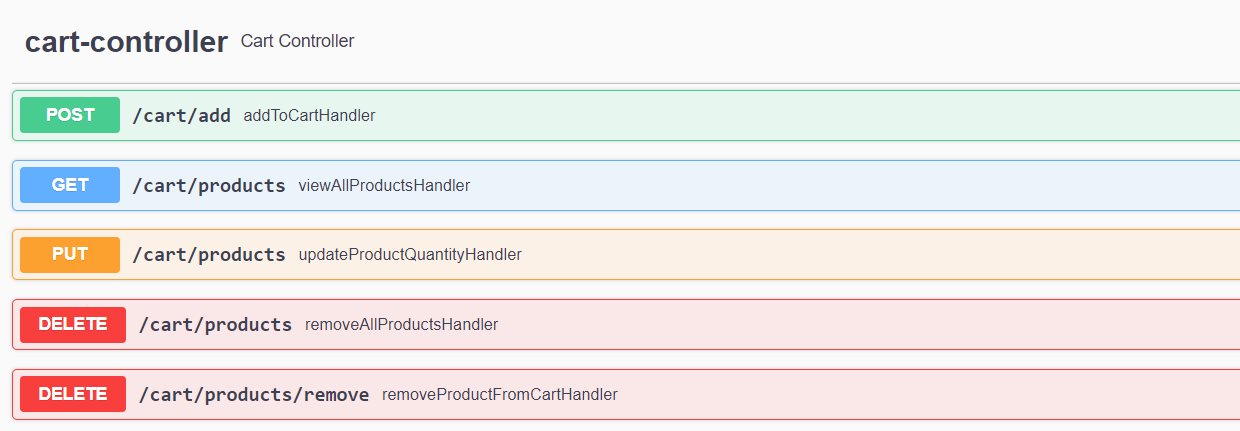 cart-controller Cart Controller
POST /cart/add addToCartHandler
GET /cart/products viewAllProductsHandler
PUT /cart/products updateProductQuantityHandler
DELETE /cart/products removeAllProductsHandler
DELETE /cart/products/remove removeProductFromCartHandler